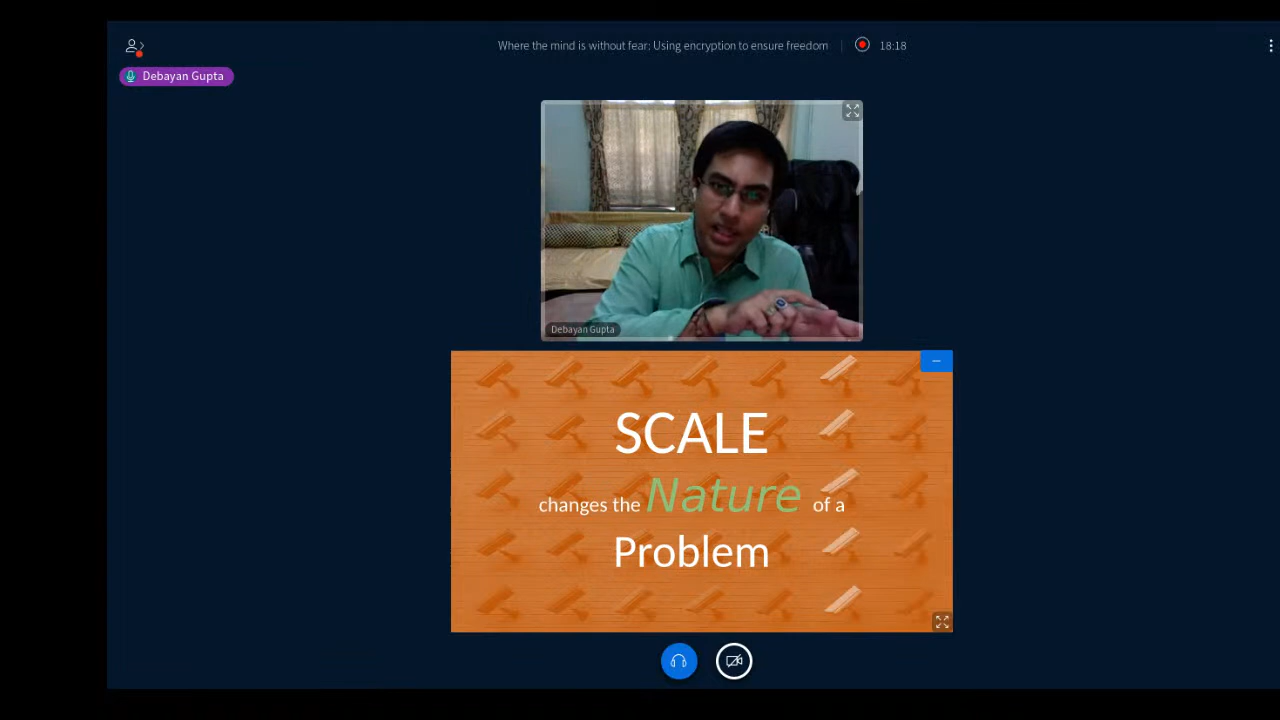 Where the mind is without fear: Using encryption to ensure freedom
18:18
Debayan Gupta
Debayan Gupta
SCALE
changes the Nature of a
Problem